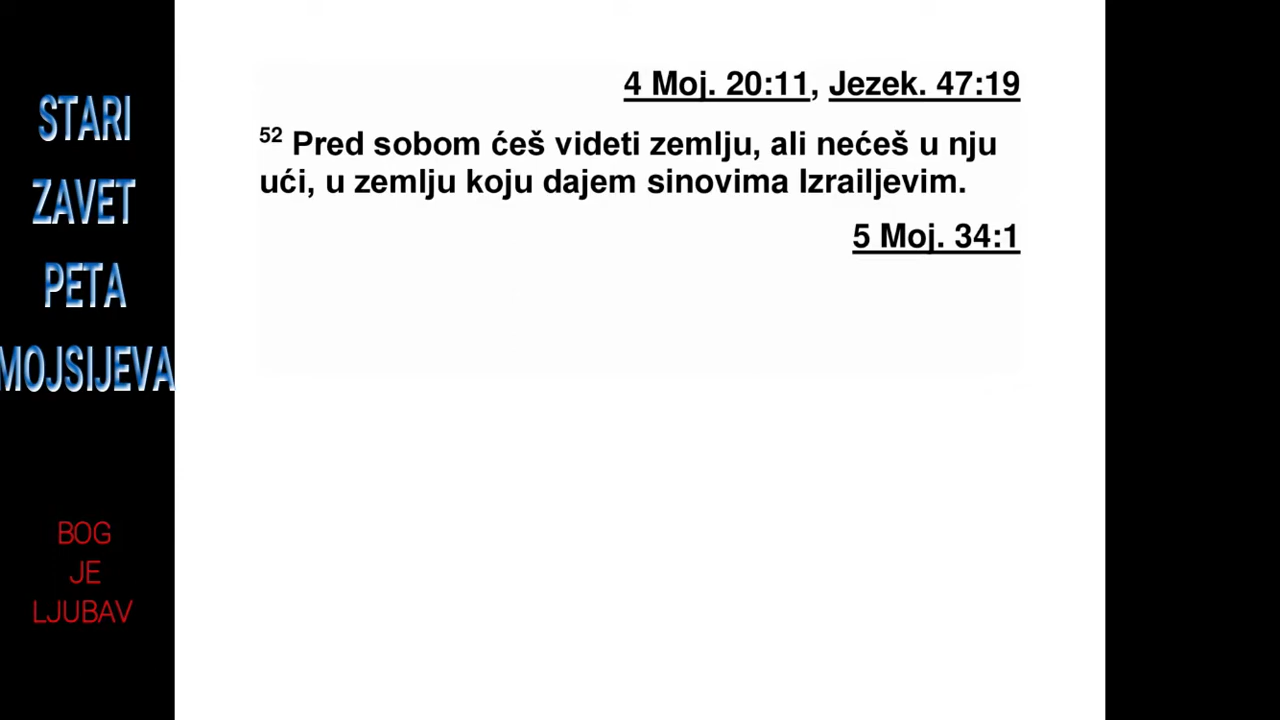 STARI
ZAVET
PETA
MOJSIJEVA
BOG
JE
LJUBAV
4 Moj. 20:11, Jezek. 47:19
52 Pred sobom ćeš videti zemlju, ali nećeš u nju
ući, u zemlju koju dajem sinovima Izrailjevim.
5 Moj. 34:1